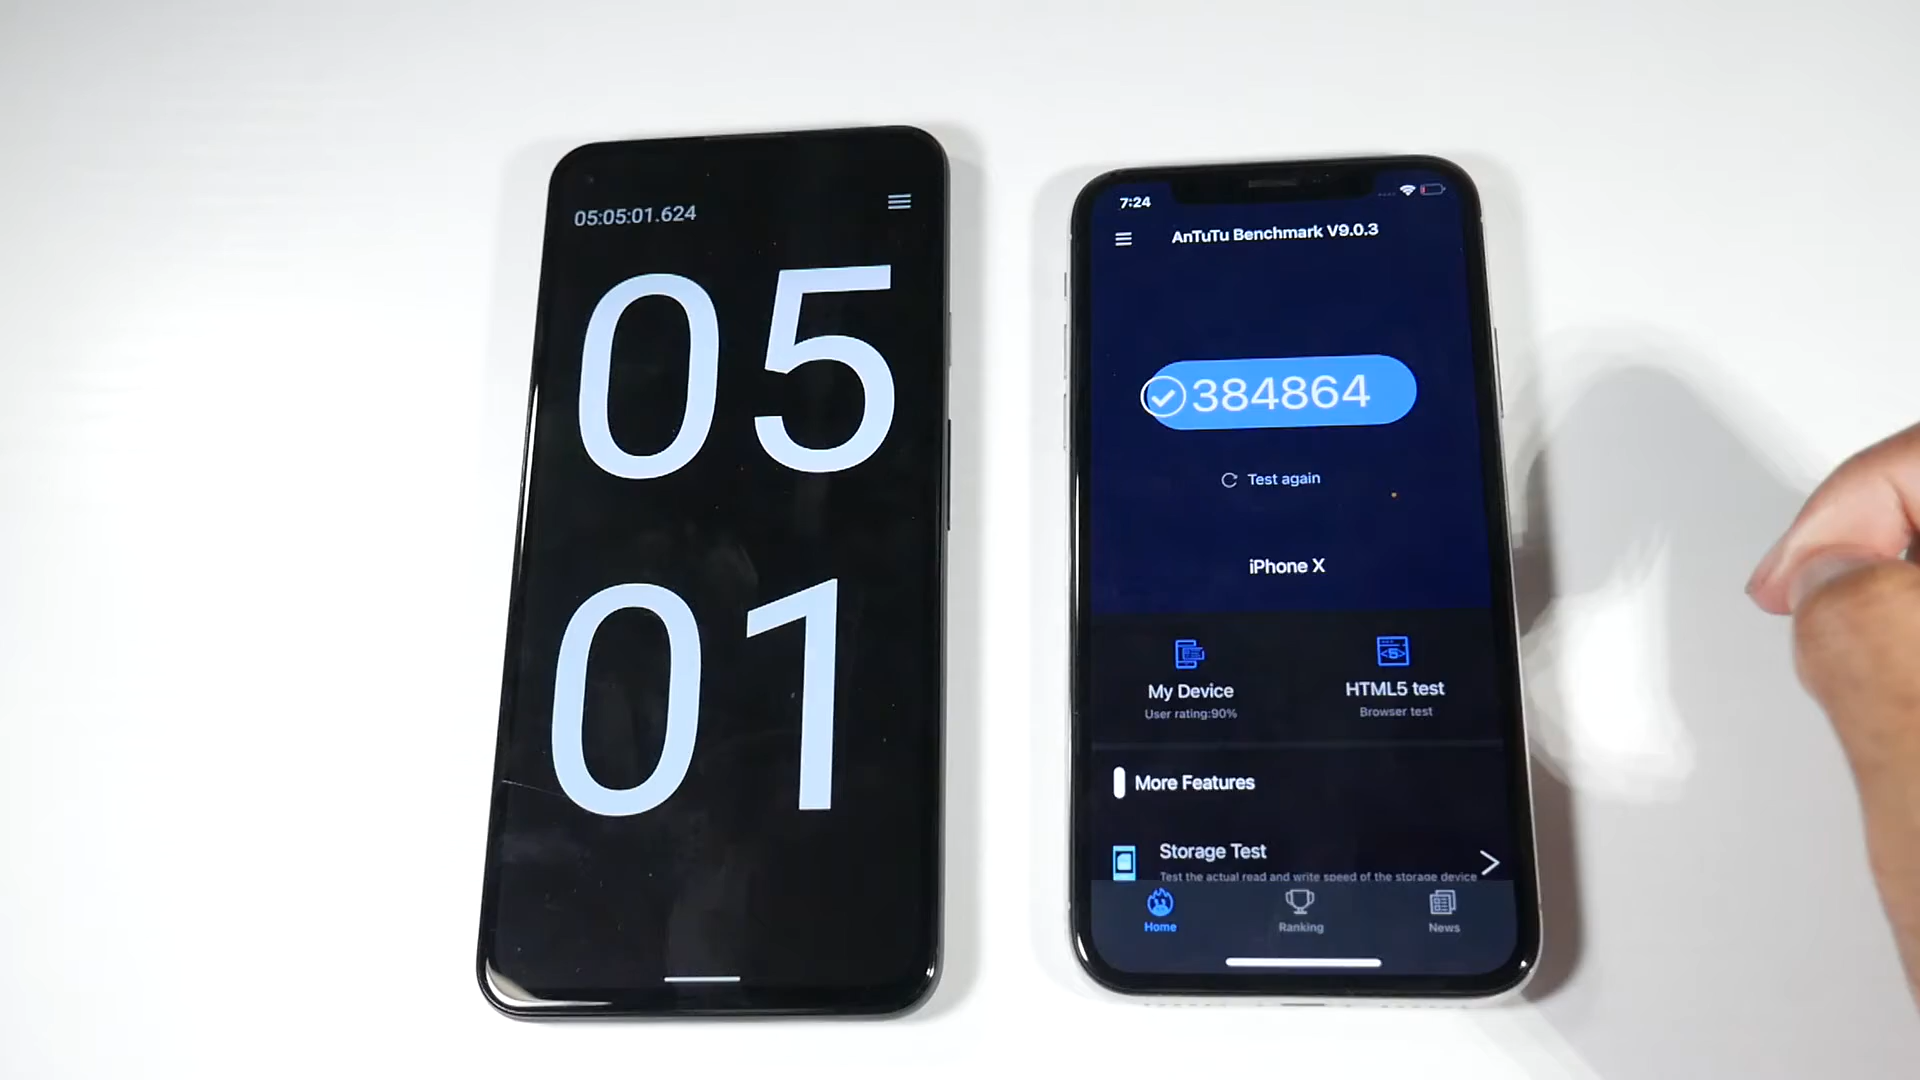 05:05:01.624
05
01
7:24
AnTuTu Benchmark V9.0.3
384864
Test again
iPhone X
My Device
User rating:90%
HTML5 test
Browser test
More Features
Storage Test
Test the actual read and write speed of the storage device
Home
Ranking
News